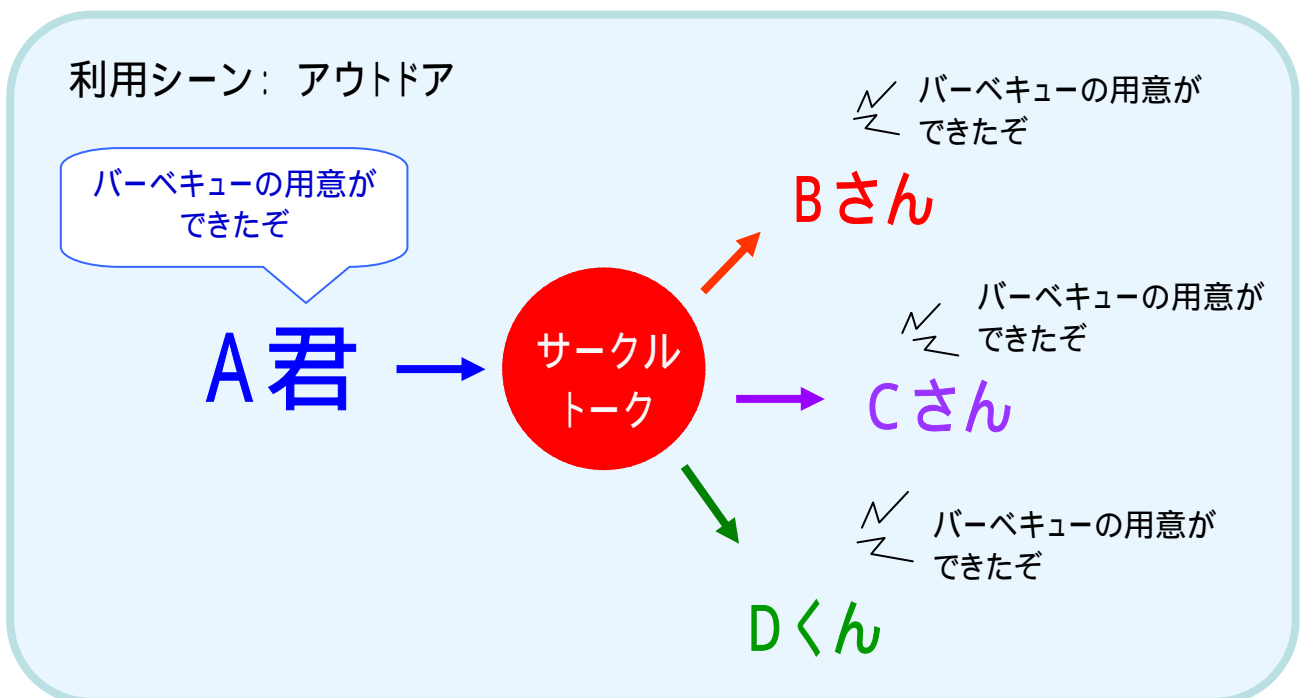 利用シーン: アウトドア
バーベキューの用意が
できたぞ
A君
サークル
トーク
バーベキューの用意が
できたぞ
Bさん
バーベキューの用意が
できたぞ
Cさん
バーベキューの用意が
できたぞ
Dくん